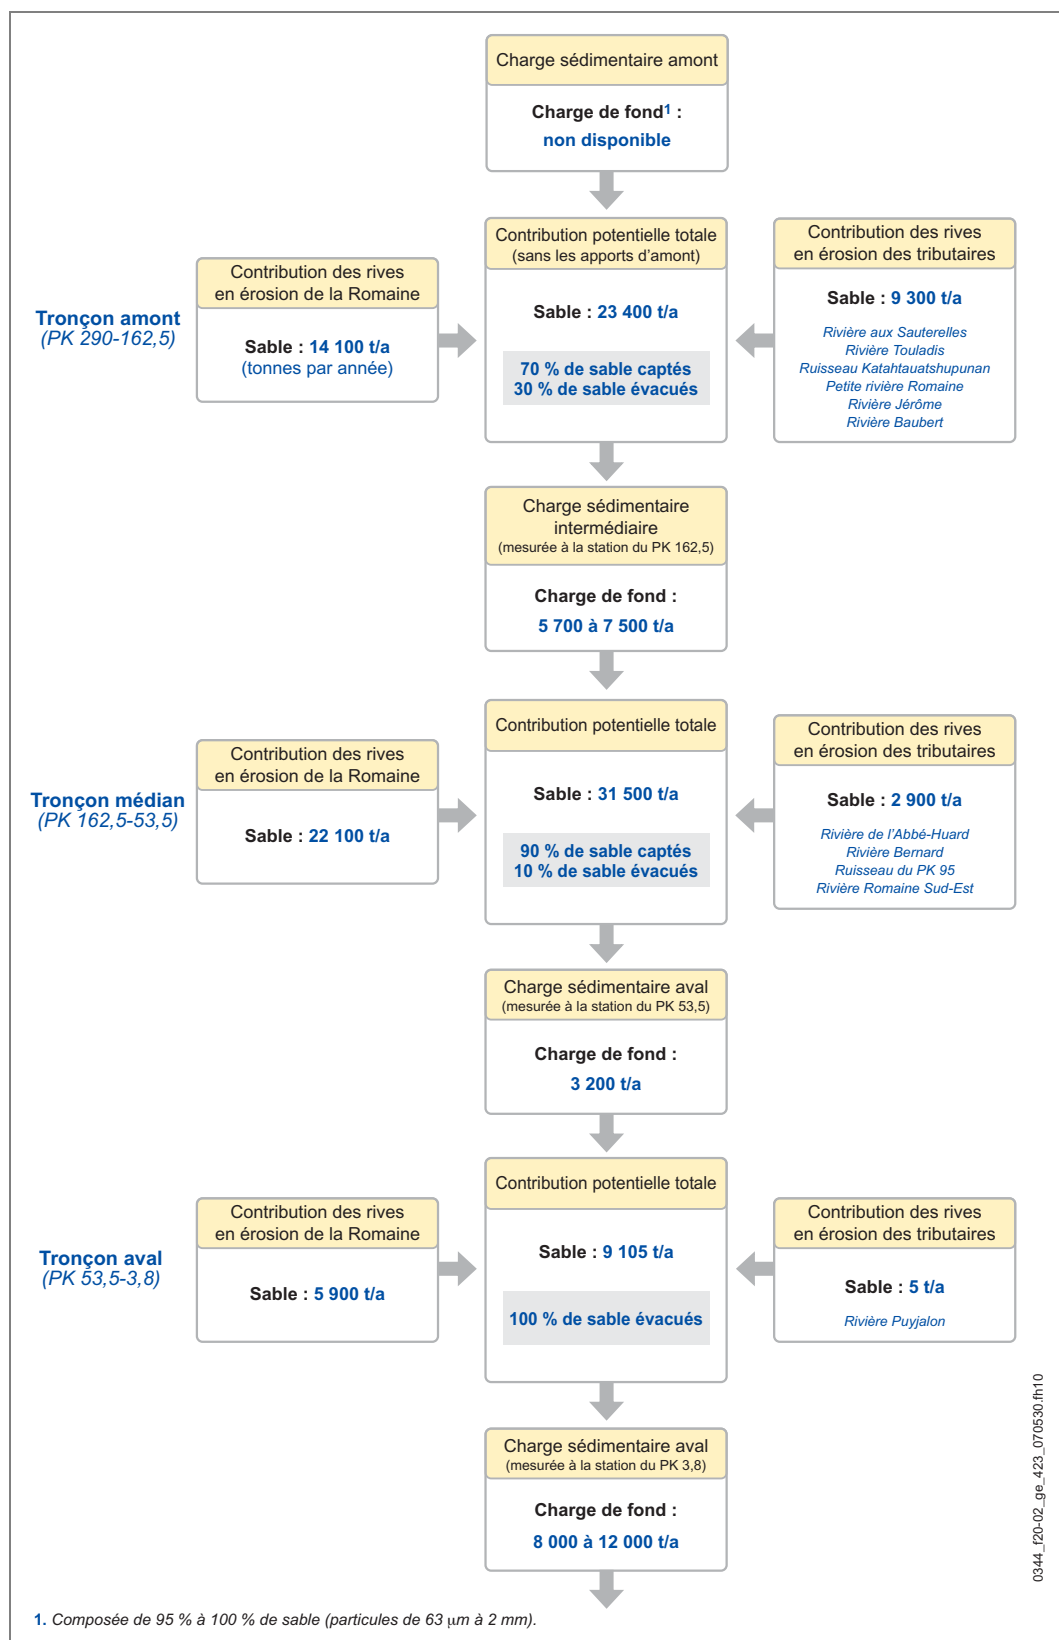 Charge sédimentaire amont
Charge de fond1 :
non disponible
Tronçon amont
(PK 290-162,5)
Contribution des rives
en érosion de la Romaine
Sable : 14 100 t/a
(tonnes par année)
Contribution potentielle totale
(sans les apports d'amont)
Sable : 23 400 t/a
70 % de sable captés
30 % de sable évacués
Contribution des rives
en érosion des tributaires
Sable : 9 300 t/a
Rivière aux Sauterelles
Rivière Touladis
Ruisseau Katahtauatshupunan
Petite rivière Romaine
Rivière Jérôme
Rivière Baubert
Charge sédimentaire
intermédiaire
(mesurée à la station du PK 162,5)
Charge de fond :
5 700 à 7 500 t/a
Tronçon médian
(PK 162,5-53,5)
Contribution des rives
en érosion de la Romaine
Sable : 22 100 t/a
Contribution potentielle totale
Sable : 31 500 t/a
90 % de sable captés
10 % de sable évacués
Contribution des rives
en érosion des tributaires
Sable : 2 900 t/a
Rivière de l'Abbé-Huard
Rivière Bernard
Ruisseau du PK 95
Rivière Romaine Sud-Est
Charge sédimentaire aval
(mesurée à la station du PK 53,5)
Charge de fond :
3 200 t/a
Tronçon aval
(PK 53,5-3,8)
Contribution des rives
en érosion de la Romaine
Sable : 5 900 t/a
Contribution potentielle totale
Sable : 9 105 t/a
100 % de sable évacués
Contribution des rives
en érosion des tributaires
Sable : 5 t/a
Rivière Puyjalon
Charge sédimentaire aval
(mesurée à la station du PK 3,8)
Charge de fond :
8 000 à 12 000 t/a
1. Composée de 95 % à 100 % de sable (particules de 63 µm à 2 mm).
0344_f20-02_ge_423_070530.fh10